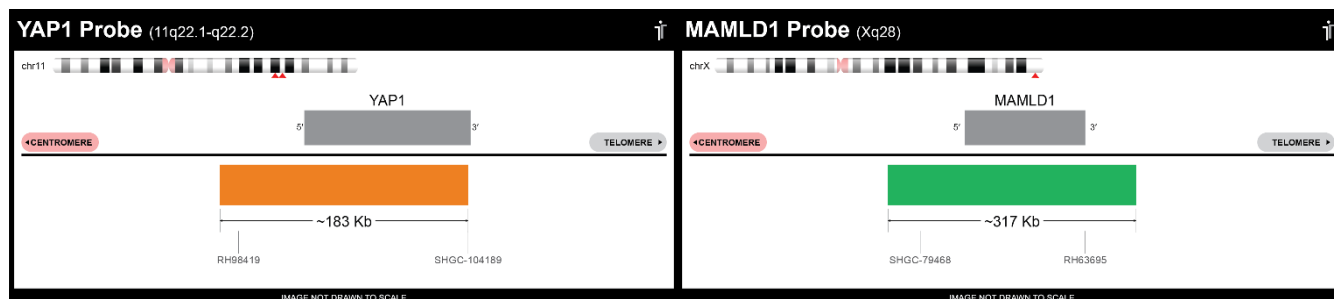 YAP1 Probe (11q22.1-q22.2)
chr11
YAP1
5'
3'
CENTROMERE
TELOMERE
~183 Kb
RH98419
SHGC-104189
IMAGE NOT DRAWN TO SCALE
MAMLD1 Probe (Xq28)
chrX
MAMLD1
5'
3'
CENTROMERE
TELOMERE
~317 Kb
SHGC-79468
RH63695
IMAGE NOT DRAWN TO SCALE